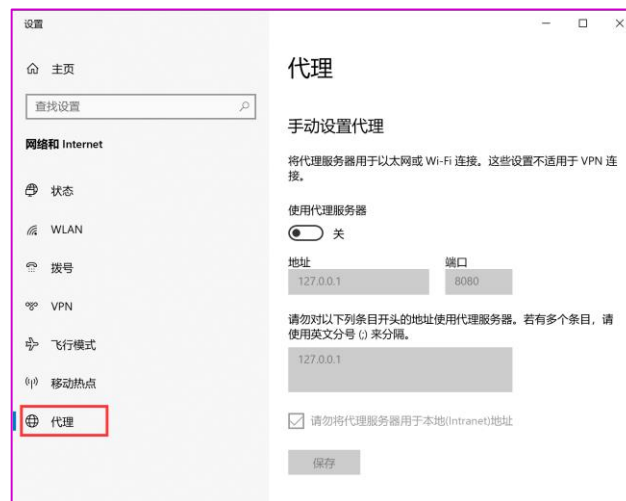 设置
主页
查找设置
网络和 Internet
状态
WLAN
拨号
VPN
飞行模式
移动热点
代理
代理
手动设置代理
将代理服务器用于以太网或 Wi-Fi 连接。这些设置不适用于 VPN 连
接。
使用代理服务器
关
地址 端口
127.0.0.1 8080
请勿对以下列条目开头的地址使用代理服务器。若有多个条目，请
使用英文分号 (;) 来分隔。
127.0.0.1
请勿将代理服务器用于本地(Intranet)地址
保存